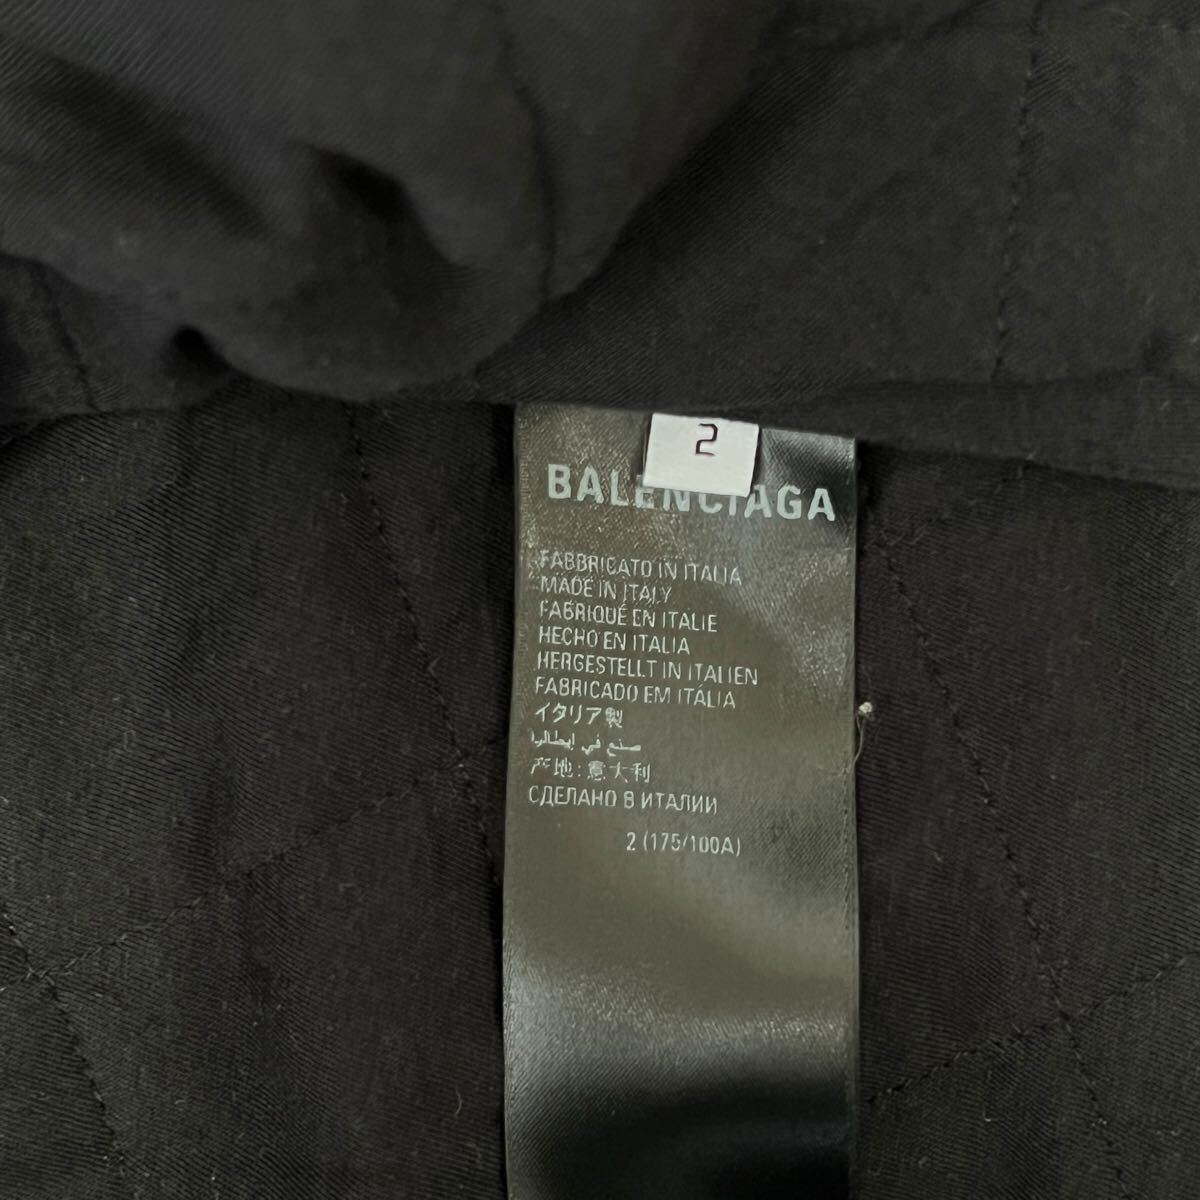 2
BALENCIAGA
FABBRICATO IN ITALIA
MADE IN ITALY
FABRIQUÉ EN ITALIE
HECHO EN ITALIA
HERGESTELLT IN ITALIEN
FABRICADO EM ITÁLIA
イタリア製
صنع في إيطاليا
产地:意大利
СДЕЛАНО В ИТАЛИИ
2 (175/100A)